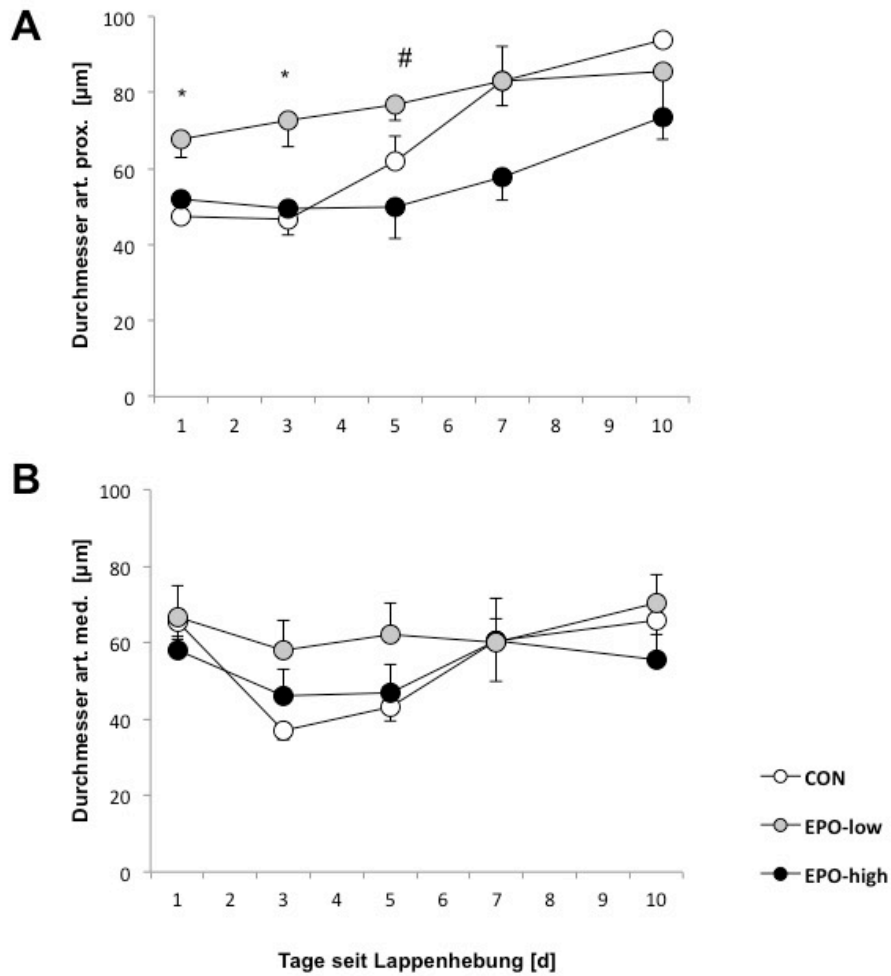 A
Durchmesser art. prox. [µm]
100
80
60
40
20
0
* * #
1 2 3 4 5 6 7 8 9 10
B
Durchmesser art. med. [µm]
100
80
60
40
20
0
1 2 3 4 5 6 7 8 9 10
Tage seit Lappenhebung [d]
CON
EPO-low
EPO-high